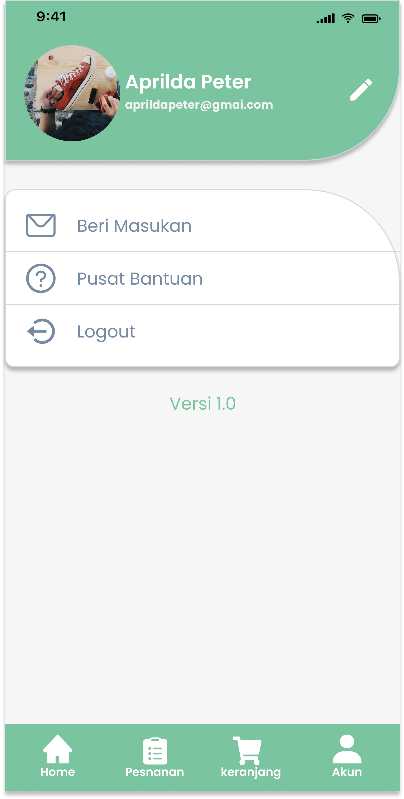 9:41
Aprilda Peter
aprildapeter@gmai.com
Beri Masukan
Pusat Bantuan
Logout
Versi 1.0
Home
Pesnanan
keranjang
Akun